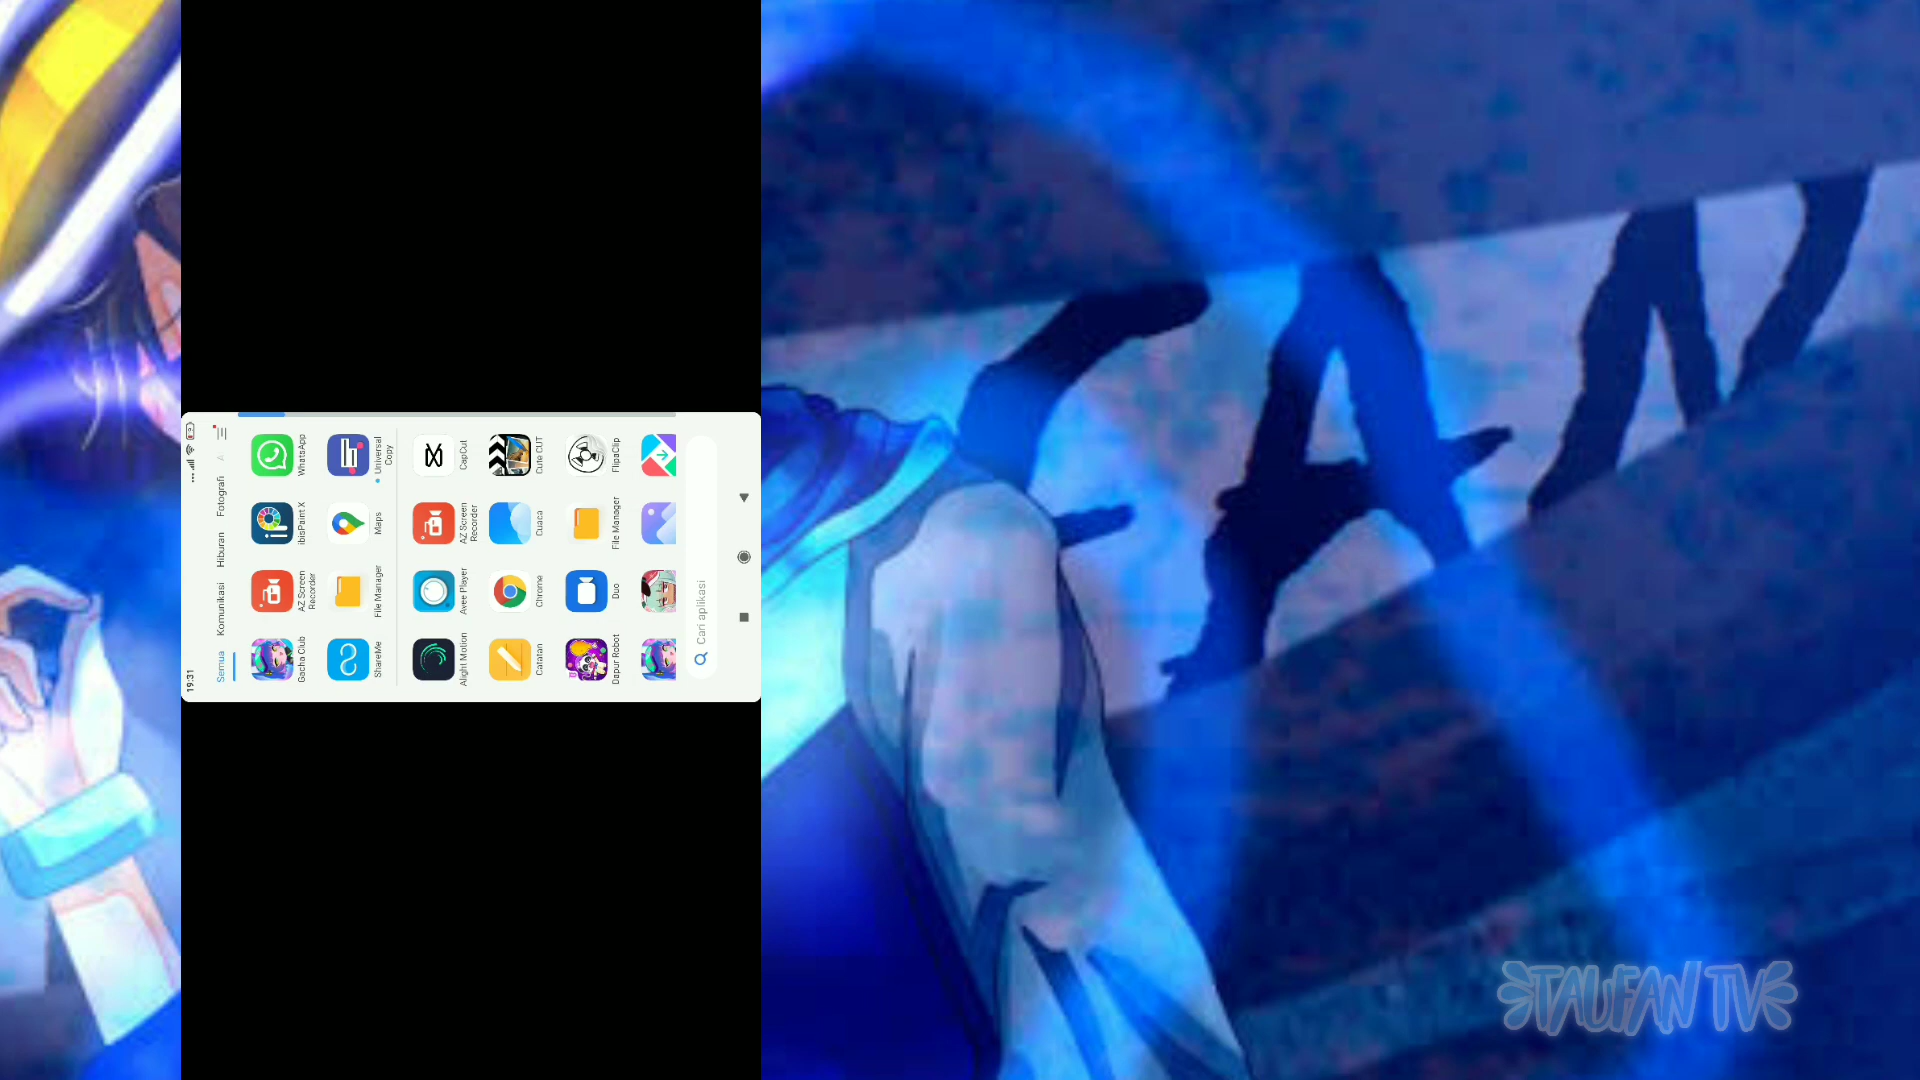 19:31
Semua Komunikasi Hiburan Fotografi
Gacha Club
AZ Screen Recorder
ibisPaint X
WhatsApp
ShareMe
File Manager
Maps
Universal Copy
Alight Motion
Avee Player
AZ Screen Recorder
CapCut
Catatan
Chrome
Cuaca
Cute CUT
Dapur Robot
Duo
File Manager
FlipaClip
Cari aplikasi
TAUFAN TV